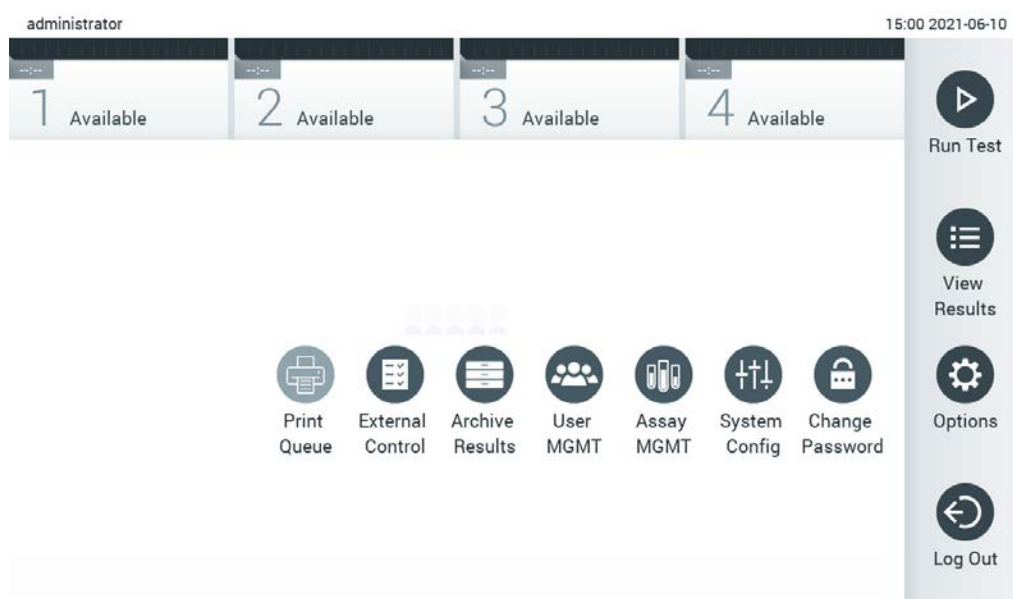 administrator
15:00 2021-06-10
--:--
--:--
--:--
--:--
1 Available
2 Available
3 Available
4 Available
Run Test
View
Results
Print
Queue
External
Control
Archive
Results
User
MGMT
Assay
MGMT
System
Config
Change
Password
Options
Log Out